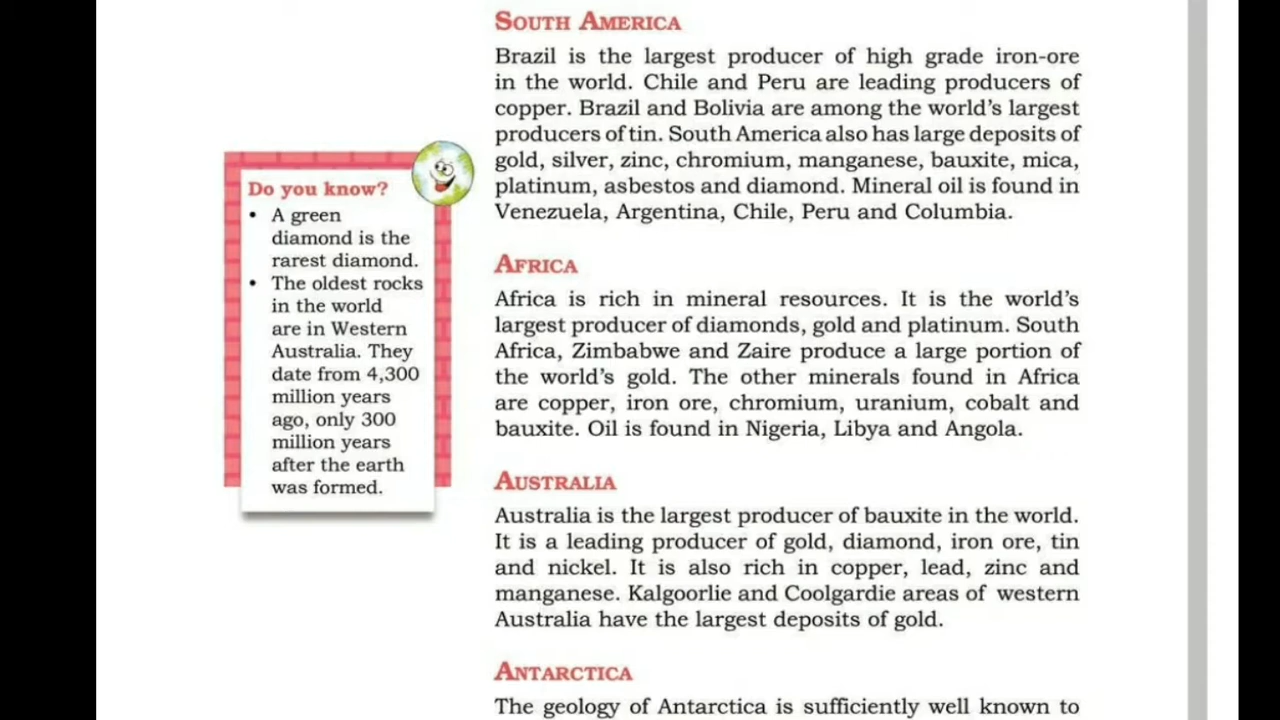 SOUTH AMERICA
Brazil is the largest producer of high grade iron-ore
in the world. Chile and Peru are leading producers of
copper. Brazil and Bolivia are among the world's largest
producers of tin. South America also has large deposits of
gold, silver, zinc, chromium, manganese, bauxite, mica,
platinum, asbestos and diamond. Mineral oil is found in
Venezuela, Argentina, Chile, Peru and Columbia.
Do you know?
• A green
diamond is the
rarest diamond.
• The oldest rocks
in the world
are in Western
Australia. They
date from 4,300
million years
ago, only 300
million years
after the earth
was formed.
AFRICA
Africa is rich in mineral resources. It is the world's
largest producer of diamonds, gold and platinum. South
Africa, Zimbabwe and Zaire produce a large portion of
the world's gold. The other minerals found in Africa
are copper, iron ore, chromium, uranium, cobalt and
bauxite. Oil is found in Nigeria, Libya and Angola.
AUSTRALIA
Australia is the largest producer of bauxite in the world.
It is a leading producer of gold, diamond, iron ore, tin
and nickel. It is also rich in copper, lead, zinc and
manganese. Kalgoorlie and Coolgardie areas of western
Australia have the largest deposits of gold.
ANTARCTICA
The geology of Antarctica is sufficiently well known to